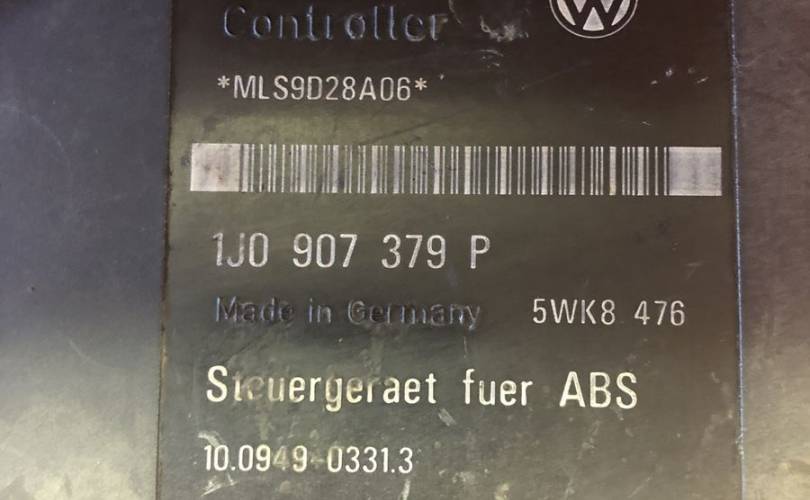 Controller
*MLS9D28A06*
1J0 907 379 P
Made in Germany 5WK8 476
Steuergeraet fuer ABS
10.0949-0331.3